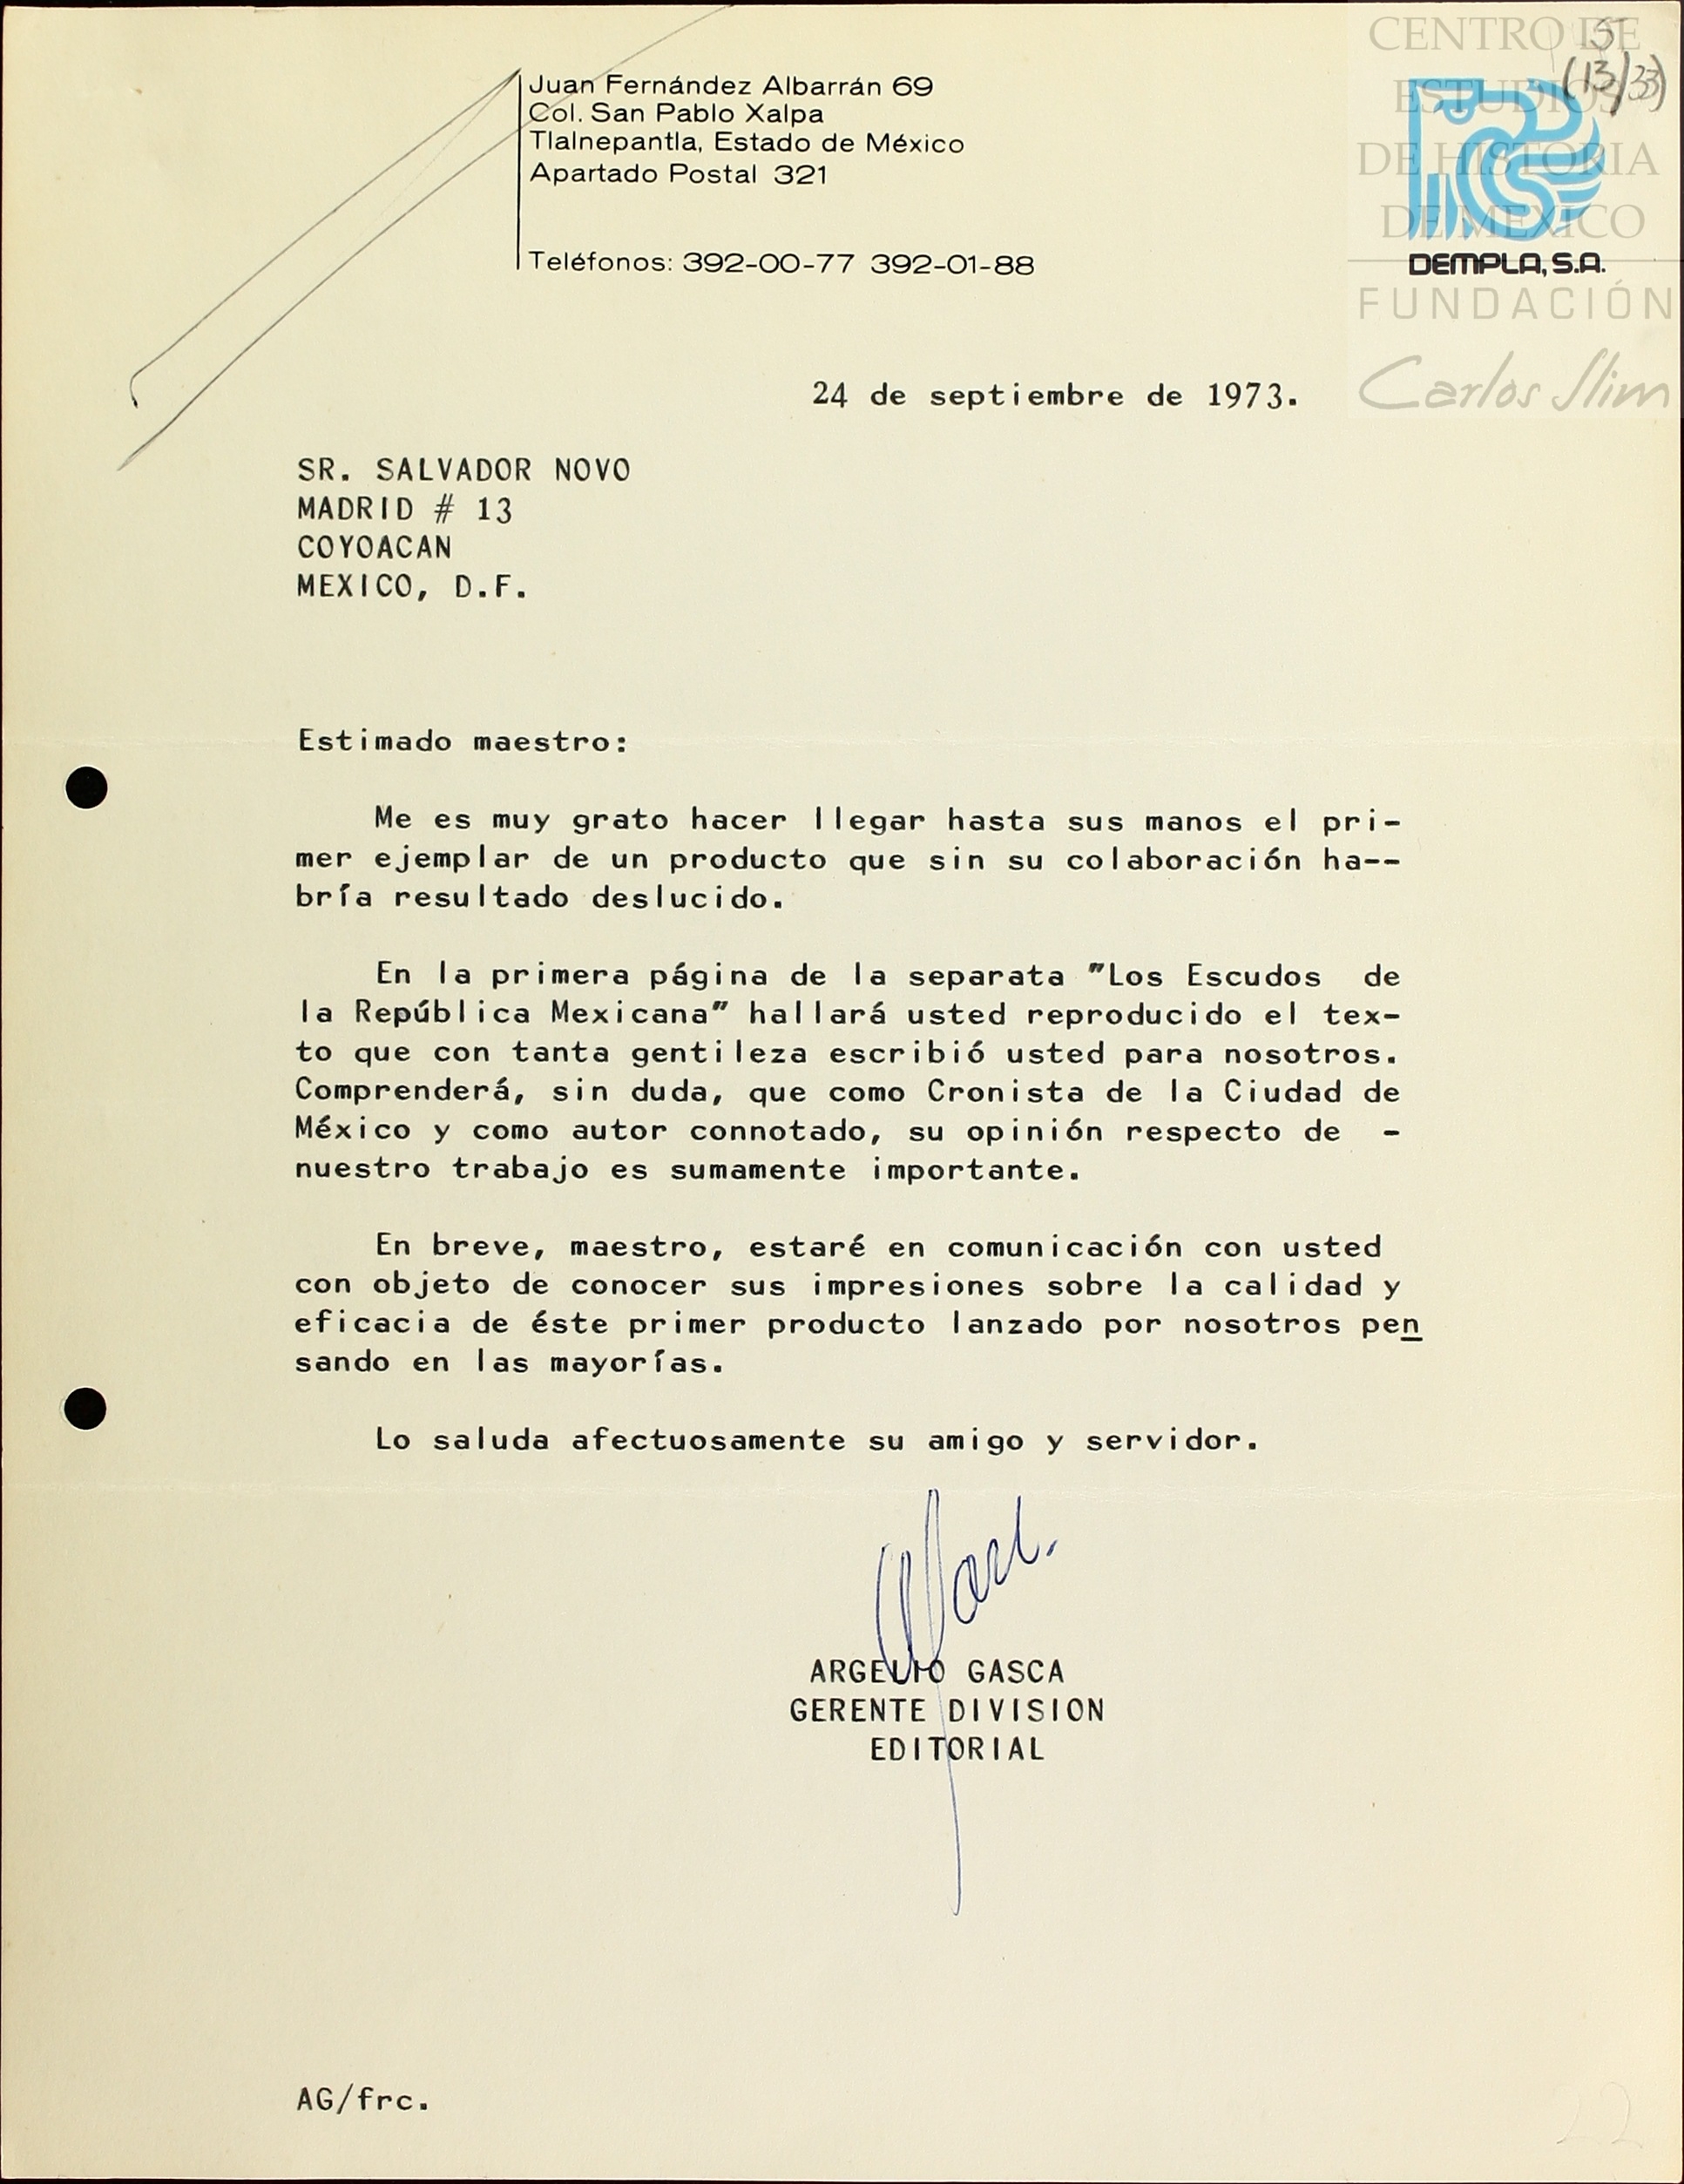 Juan Fernández Albarrán 69
Col. San Pablo Xalpa
Tlalnepantla, Estado de México
Apartado Postal 321
Teléfonos: 392-00-77 392-01-88
5
(13/33)
CENTRO DE
ESTUDIOS
DE HISTORIA
DE MEXICO
DEMPLA, S.A.
FUNDACIÓN
Carlos Slim
24 de septiembre de 1973.
SR. SALVADOR NOVO
MADRID # 13
COYOACAN
MEXICO, D.F.
Estimado maestro:
Me es muy grato hacer llegar hasta sus manos el pri-
mer ejemplar de un producto que sin su colaboración ha--
bría resultado deslucido.
En la primera página de la separata "Los Escudos de
la República Mexicana" hallará usted reproducido el tex-
to que con tanta gentileza escribió usted para nosotros.
Comprenderá, sin duda, que como Cronista de la Ciudad de
México y como autor connotado, su opinión respecto de -
nuestro trabajo es sumamente importante.
En breve, maestro, estaré en comunicación con usted
con objeto de conocer sus impresiones sobre la calidad y
eficacia de éste primer producto lanzado por nosotros pen
sando en las mayorías.
Lo saluda afectuosamente su amigo y servidor.
ARGELIO GASCA
GERENTE DIVISION
EDITORIAL
AG/frc.
22